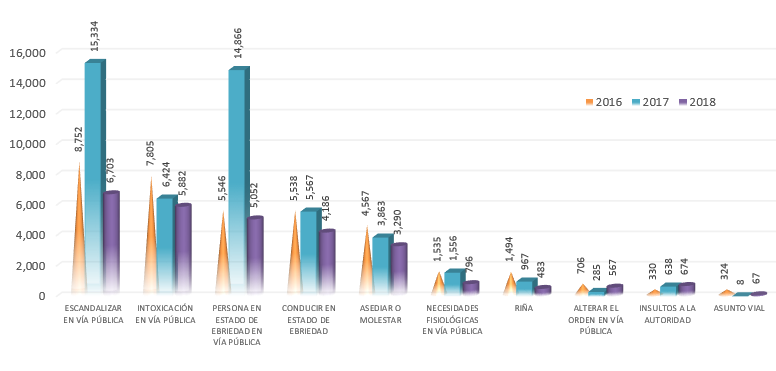 16,000
14,000
12,000
10,000
8,000
6,000
4,000
2,000
0
2016 2017 2018
8,752 15,334 6,703
7,805 6,424 5,882
5,546 14,866 5,052
5,538 5,567 4,186
4,567 3,863 3,290
1,535 1,556 796
1,494 967 483
706 285 567
330 638 674
324 8 67
ESCANDALIZAR
EN VÍA PÚBLICA
INTOXICACIÓN
EN VÍA PÚBLICA
PERSONA EN
ESTADO DE
EBRIEDAD EN
VÍA PÚBLICA
CONDUCIR EN
ESTADO DE
EBRIEDAD
ASEDIAR O
MOLESTAR
NECESIDADES
FISIOLÓGICAS
EN VÍA PÚBLICA
RIÑA
ALTERAR EL
ORDEN EN VÍA
PÚBLICA
INSULTOS A LA
AUTORIDAD
ASUNTO VIAL